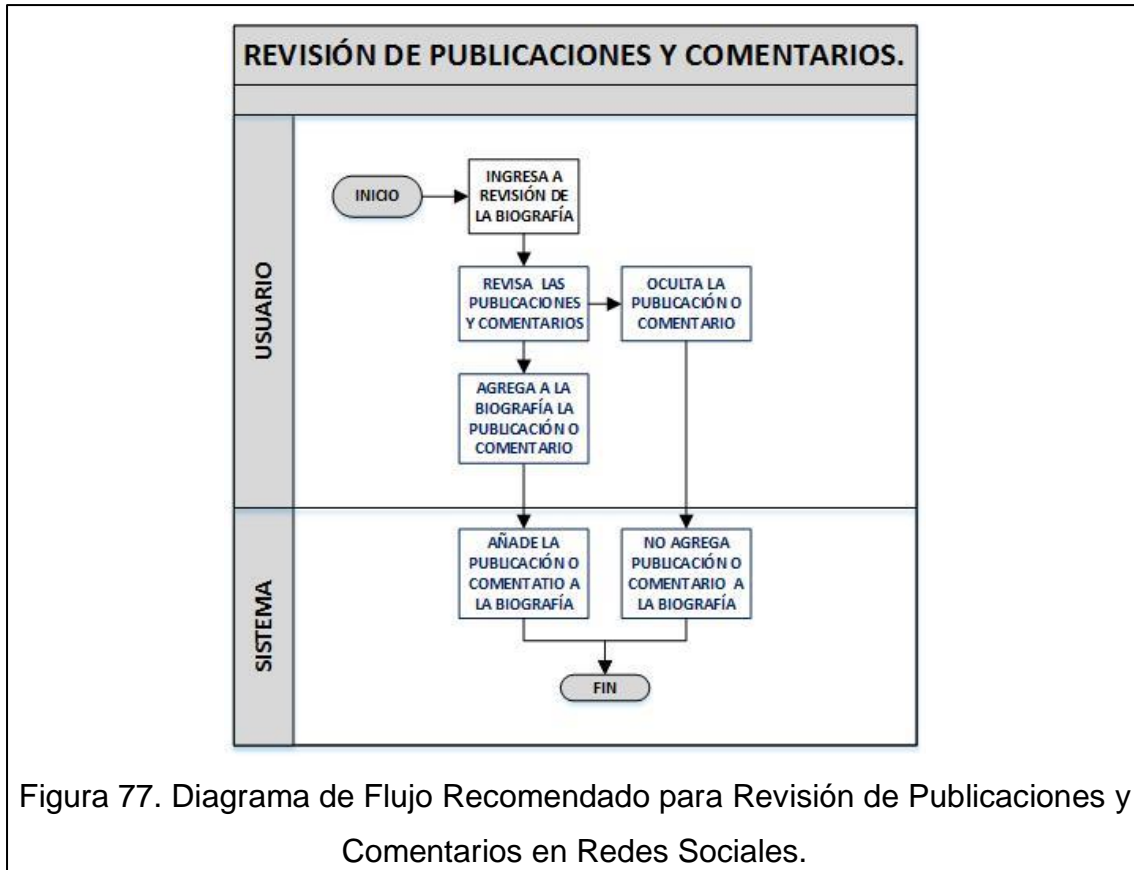 REVISIÓN DE PUBLICACIONES Y COMENTARIOS.
USUARIO
INICIO
INGRESA A
REVISIÓN DE
LA BIOGRAFÍA
REVISA LAS
PUBLICACIONES
Y COMENTARIOS
OCULTA LA
PUBLICACIÓN O
COMENTARIO
AGREGA A LA
BIOGRAFÍA LA
PUBLICACIÓN O
COMENTARIO
SISTEMA
AÑADE LA
PUBLICACIÓN O
COMENTATIO A
LA BIOGRAFÍA
NO AGREGA
PUBLICACIÓN O
COMENTARIO A
LA BIOGRAFÍA
FIN
Figura 77. Diagrama de Flujo Recomendado para Revisión de Publicaciones y
Comentarios en Redes Sociales.